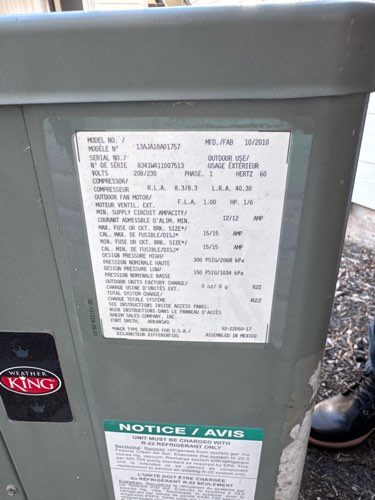 MODEL NO. /
MODÈLE N° 13AJA18A01757 MFD./FAB 10/2010
SERIAL NO./ OUTDOOR USE/
N° DE SÉRIE 8341W411007513 USAGE EXTÉRIEUR
VOLTS 208/230 PHASE. 1 HERTZ 60
COMPRESSOR/
COMPRESSEUR R.L.A. 8.3/8.3 L.R.A. 40.30
OUTDOOR FAN MOTOR/
MOTEUR VENTIL. EXT. F.L.A. 1.00 HP. 1/6
MIN. SUPPLY CIRCUIT AMPACITY/
COURANT ADMISSIBLE D'ALIM. MIN. 12/12 AMP
MAX. FUSE OR CKT. BRK. SIZE*/
CAL. MAX. DE FUSIBLE/DISJ* 15/15 AMP
MIN. FUSE OR CKT. BRK. SIZE*/
CAL. MIN. DE FUSIBLE/DISJ* 15/15 AMP
DESIGN PRESSURE HIGH/
PRESSION NOMINALE HAUTE 300 PSIG/2068 kPa
DESIGN PRESSURE LOW/
PRESSION NOMINALE BASSE 150 PSIG/1034 kPa
OUTDOOR UNITS FACTORY CHARGE/
CHARGE USINE D'UNITÉS EXT. 0 oz/ 0 g R22
TOTAL SYSTEM CHARGE/
CHARGE TOTALE SYSTÈME R22
SEE INSTRUCTIONS INSIDE ACCESS PANEL.
VOIR INSTRUCTIONS DANS LE PANNEAU D'ACCÈS
RHEEM SALES COMPANY, INC.
FORT SMITH, ARKANSAS
*HACR TYPE BREAKER FOR U.S.A./ 92-22050-17
DISJONCTEUR DIFFÉRENTIEL ASSEMBLED IN MEXICO
WEATHER
KING
NOTICE / AVIS
UNIT MUST BE CHARGED WITH
R-22 REFRIGERANT ONLY